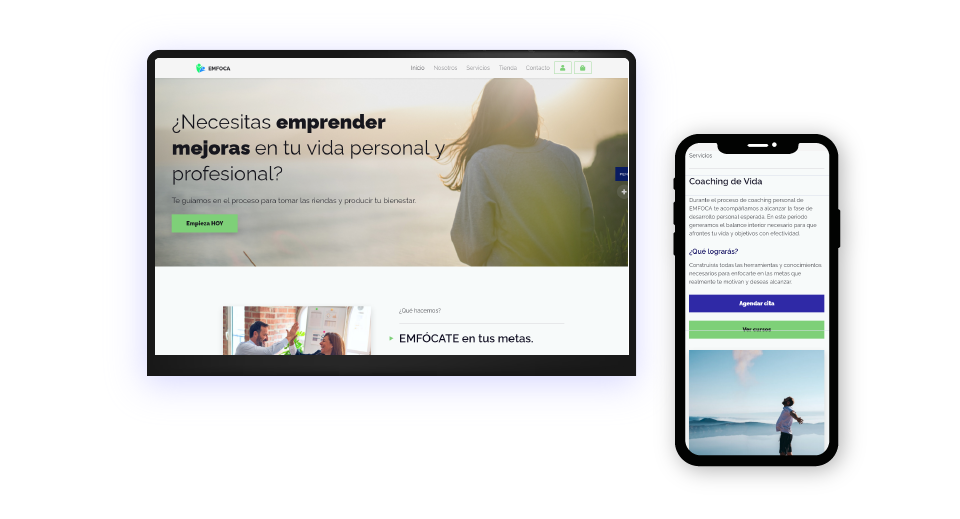 EMFOCA
Inicio Nosotros Servicios Tienda Contacto
¿Necesitas emprender
mejoras en tu vida personal y
profesional?
Te guiamos en el proceso para tomar las riendas y producir tu bienestar.
Empieza HOY
¿Qué hacemos?
EMFÓCATE en tus metas.
Servicios
Coaching de Vida
Durante el proceso de coaching personal de
EMFOCA te acompañamos a alcanzar la fase de
desarrollo personal esperada. En este periodo
generamos el balance interior necesario para que
afrontes tu vida y objetivos con efectividad.
¿Qué lograrás?
Construirás todas las herramientas y conocimientos
necesarios para enfocarte en las metas que
realmente te motivan y deseas alcanzar.
Agendar cita
Ver cursos